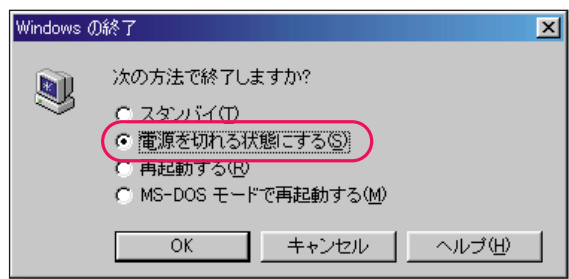 Windows の終了
次の方法で終了しますか?
スタンバイ(T)
電源を切れる状態にする(S)
再起動する(R)
MS-DOS モードで再起動する(M)
OK キャンセル ヘルプ(H)